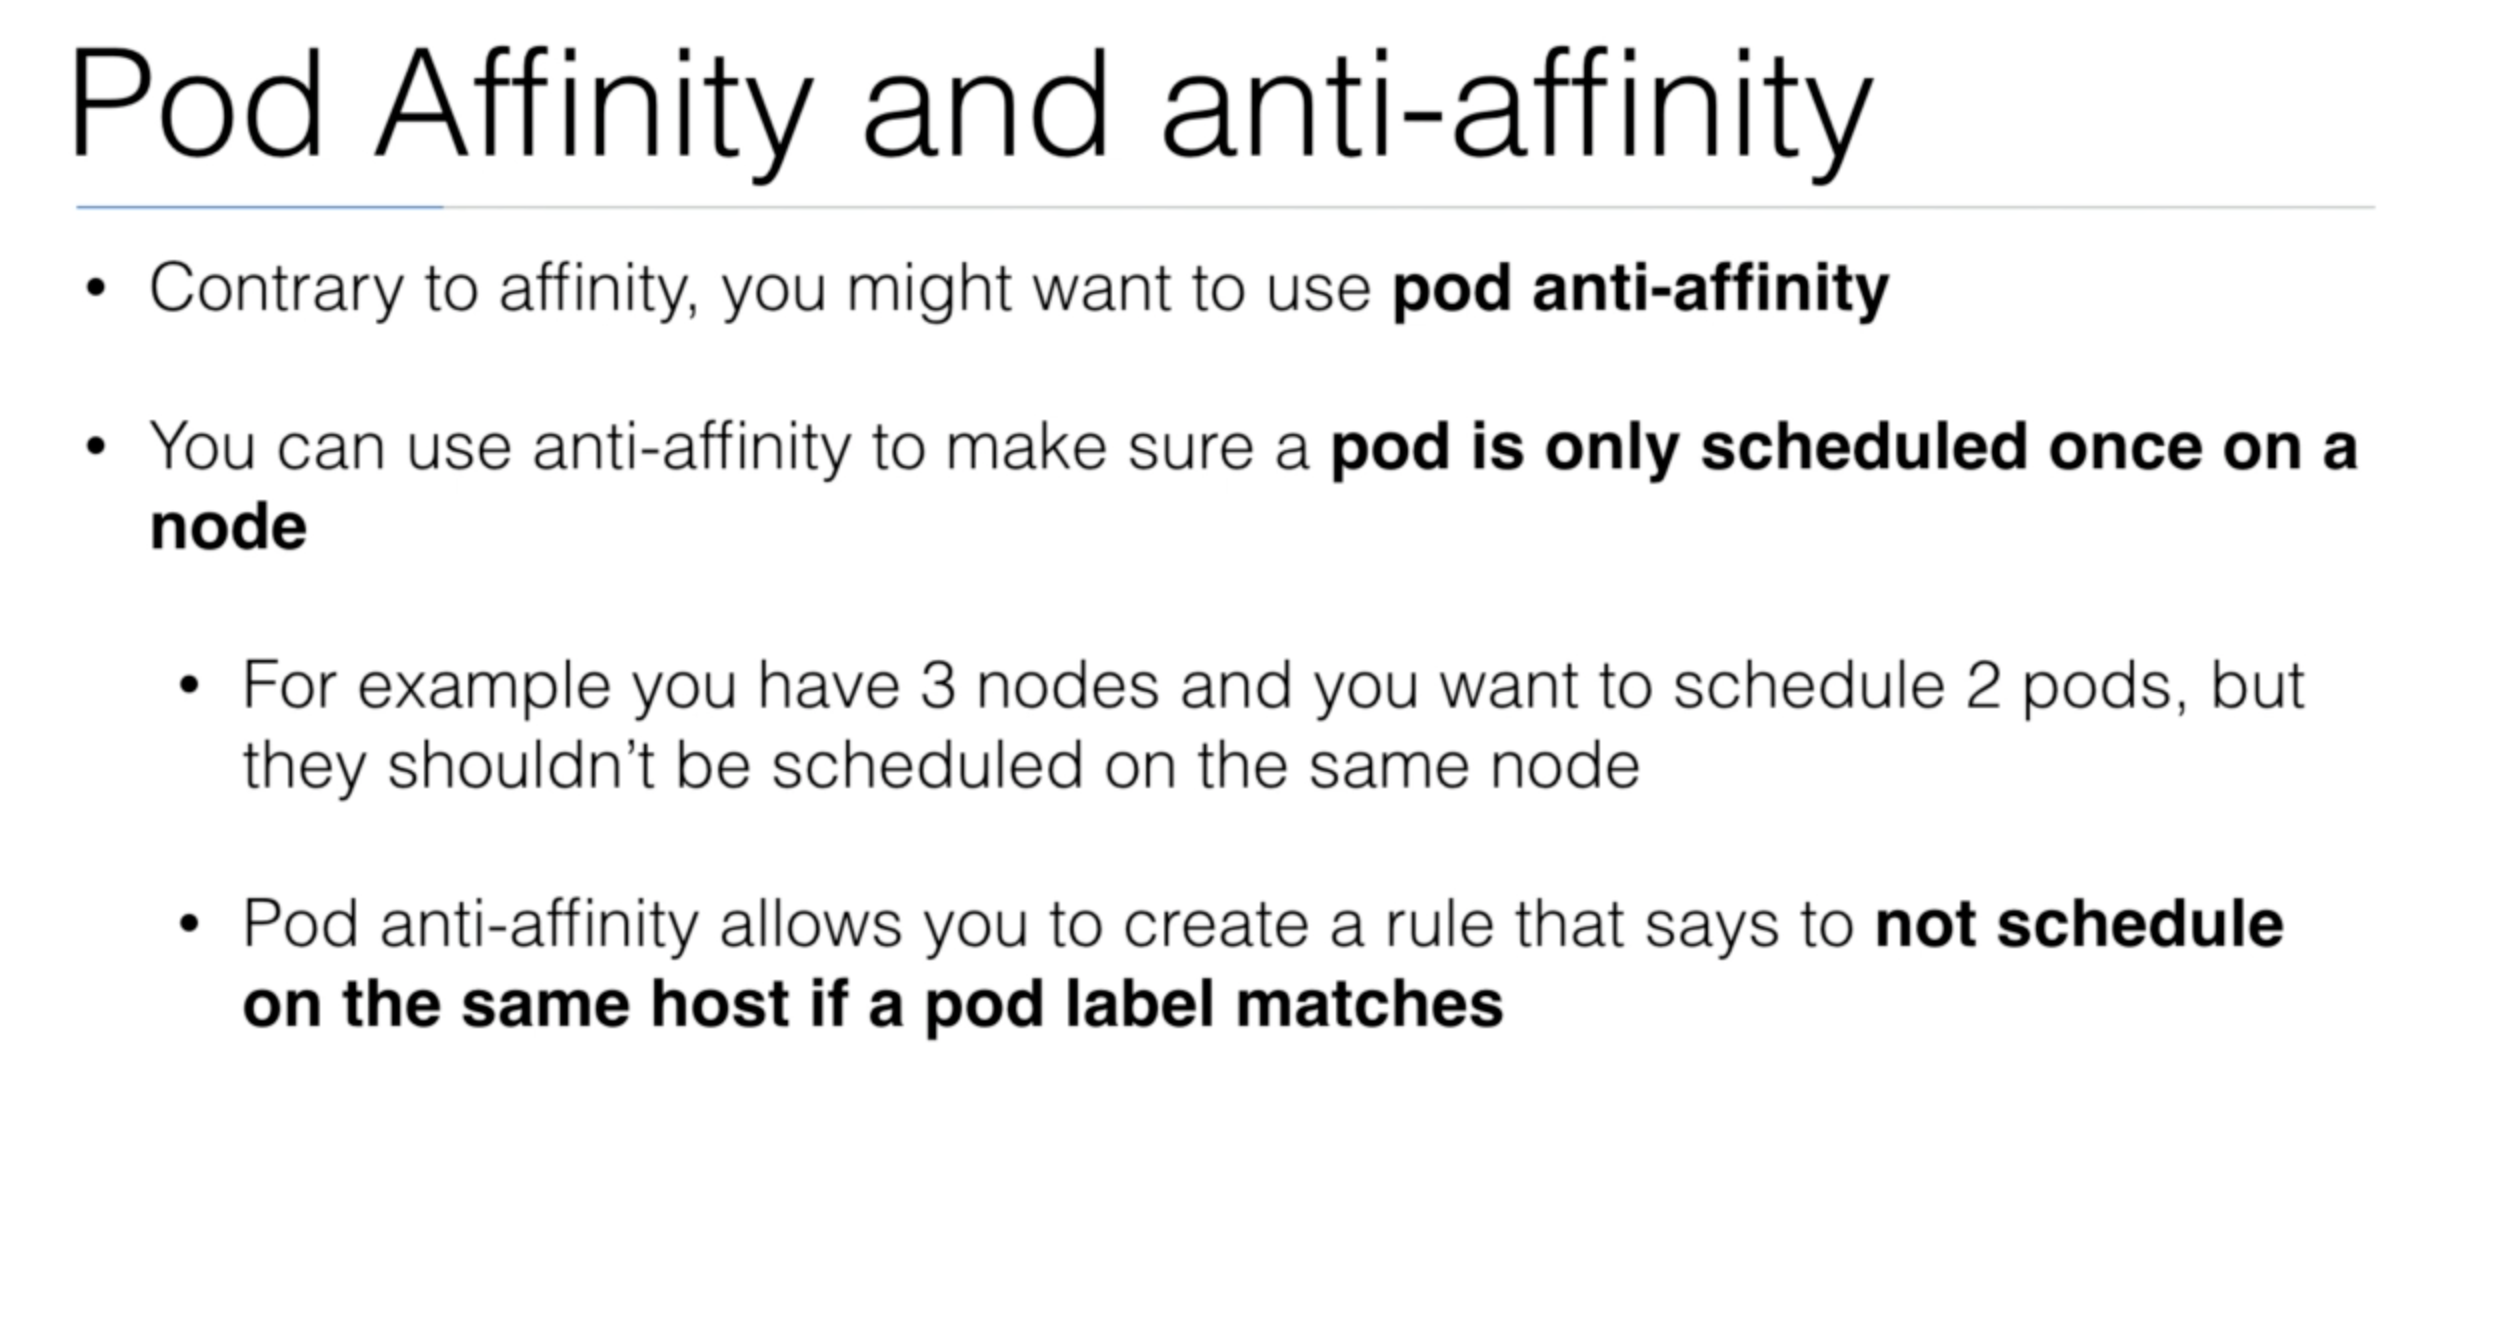 Pod Affinity and anti-affinity
• Contrary to affinity, you might want to use pod anti-affinity
• You can use anti-affinity to make sure a pod is only scheduled once on a
node
• For example you have 3 nodes and you want to schedule 2 pods, but
they shouldn’t be scheduled on the same node
• Pod anti-affinity allows you to create a rule that says to not schedule
on the same host if a pod label matches